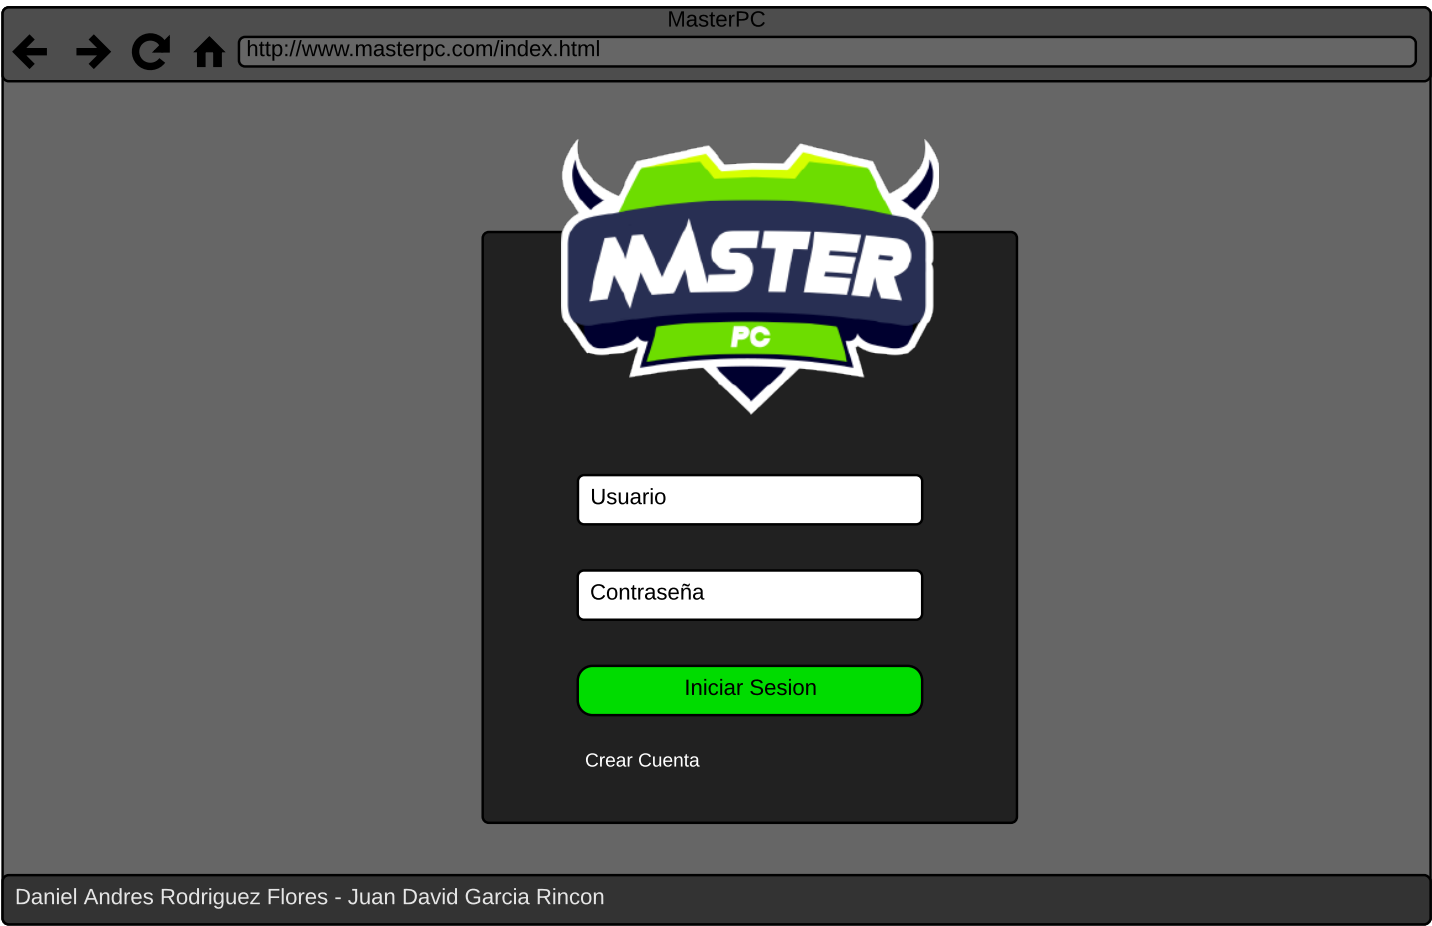 MasterPC
http://www.masterpc.com/index.html
MASTER
PC
Usuario
Contraseña
Iniciar Sesion
Crear Cuenta
Daniel Andres Rodriguez Flores - Juan David Garcia Rincon